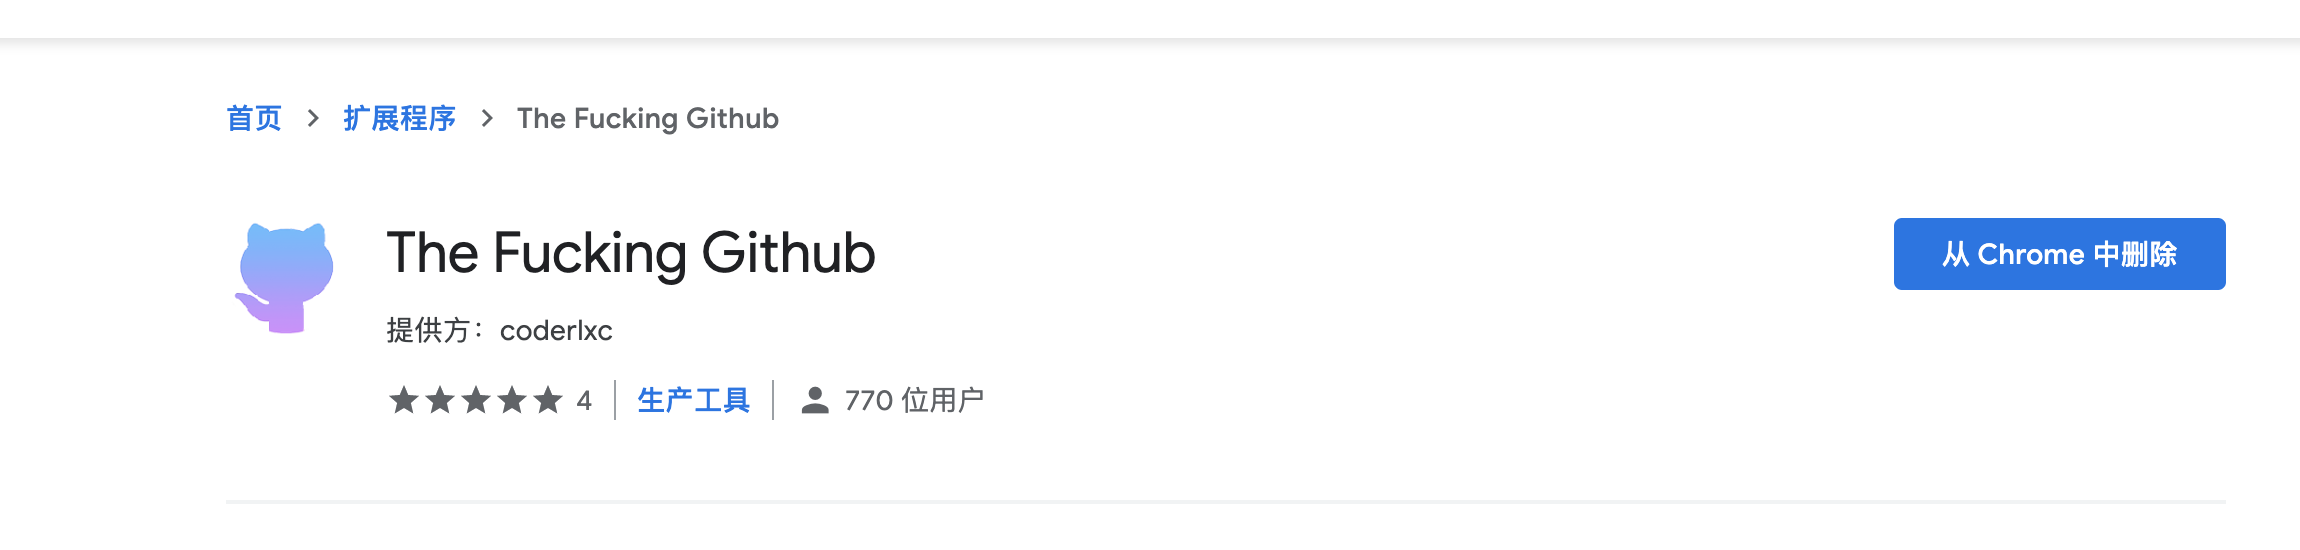 首页 > 扩展程序 > The Fucking Github
The Fucking Github
从 Chrome 中删除
提供方：coderlxc
★★★★★ 4 | 生产工具 | 770 位用户